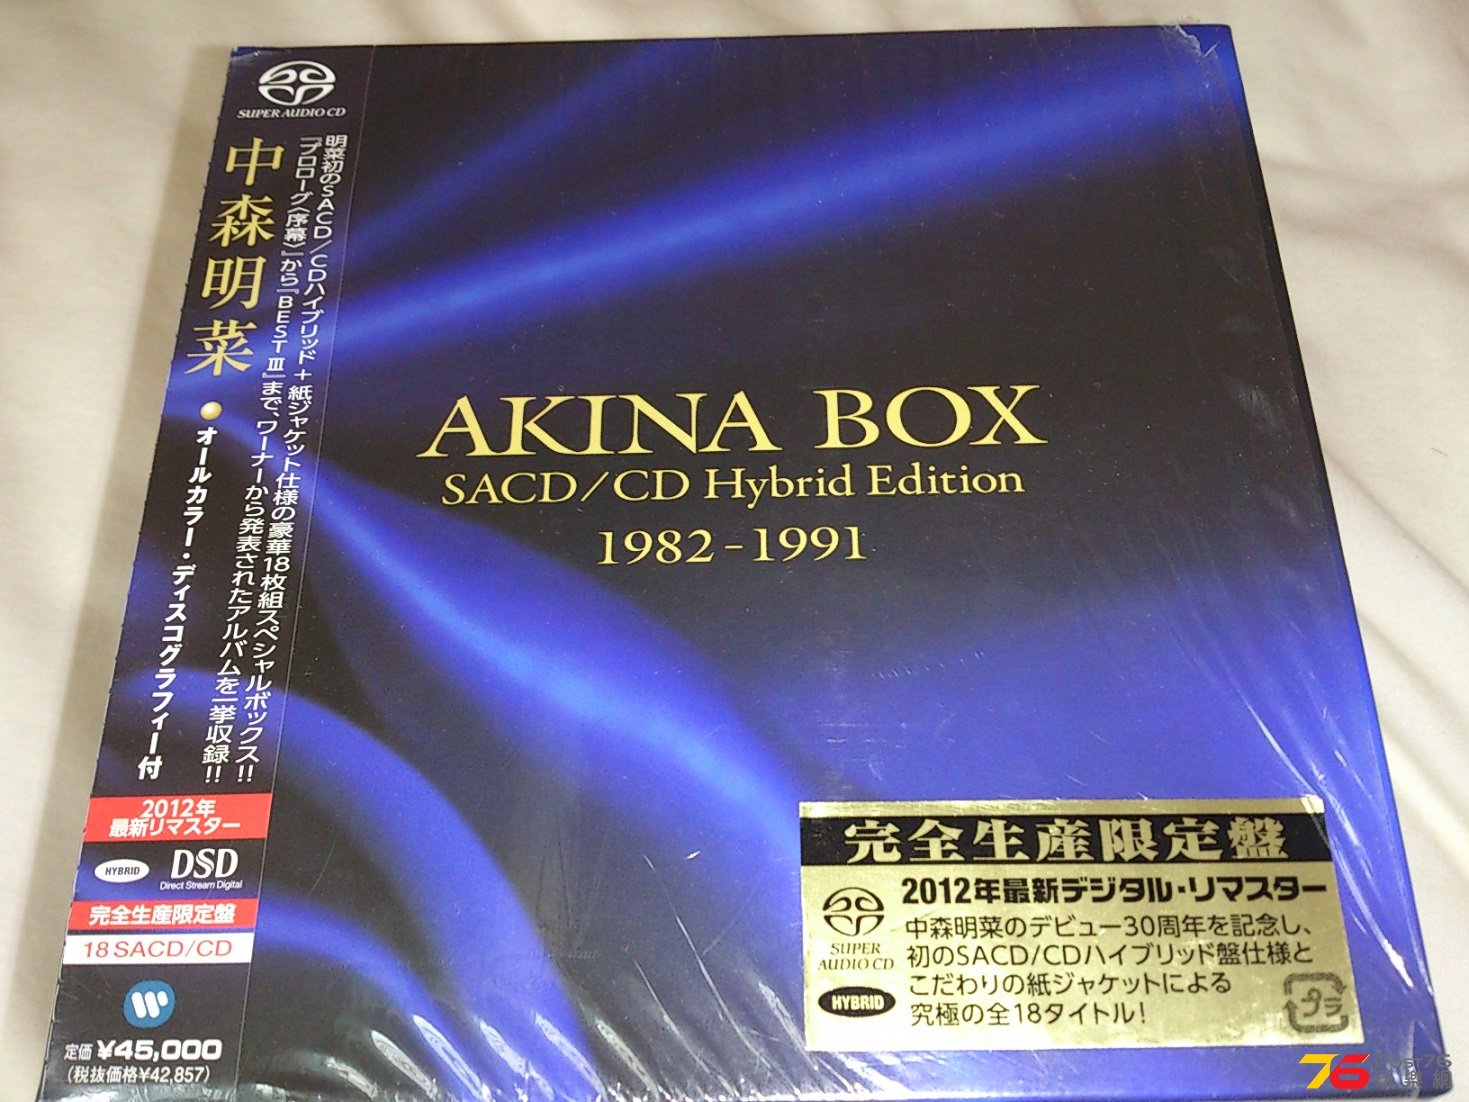 SUPER AUDIO CD
中森明菜
明菜初のSACD/CDハイブリッド+紙ジャケット仕様の豪華18枚組スペシャルボックス!!
『プロローグ〈序幕〉』から『BEST Ⅲ』まで、ワーナーから発表されたアルバムを一挙収録!!
●オールカラー・ディスコグラフィー付
2012年
最新リマスター
HYBRID
DSD
Direct Stream Digital
完全生産限定盤
18 SACD/CD
定価 ¥45,000
(税抜価格¥42,857)
AKINA BOX
SACD/CD Hybrid Edition
1982-1991
完全生産限定盤
2012年最新デジタル・リマスター
SUPER
AUDIO CD
HYBRID
中森明菜のデビュー30周年を記念し、
初のSACD/CDハイブリッド盤仕様と
こだわりの紙ジャケットによる
究極の全18タイトル!
プラ
76